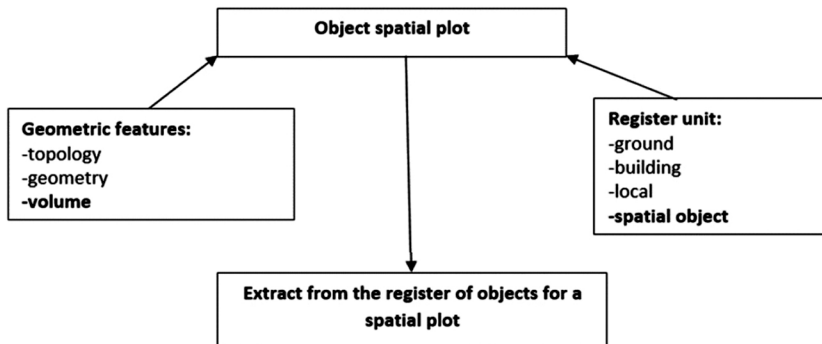 Object spatial plot
Geometric features:
-topology
-geometry
-volume
Register unit:
-ground
-building
-local
-spatial object
Extract from the register of objects for a
spatial plot